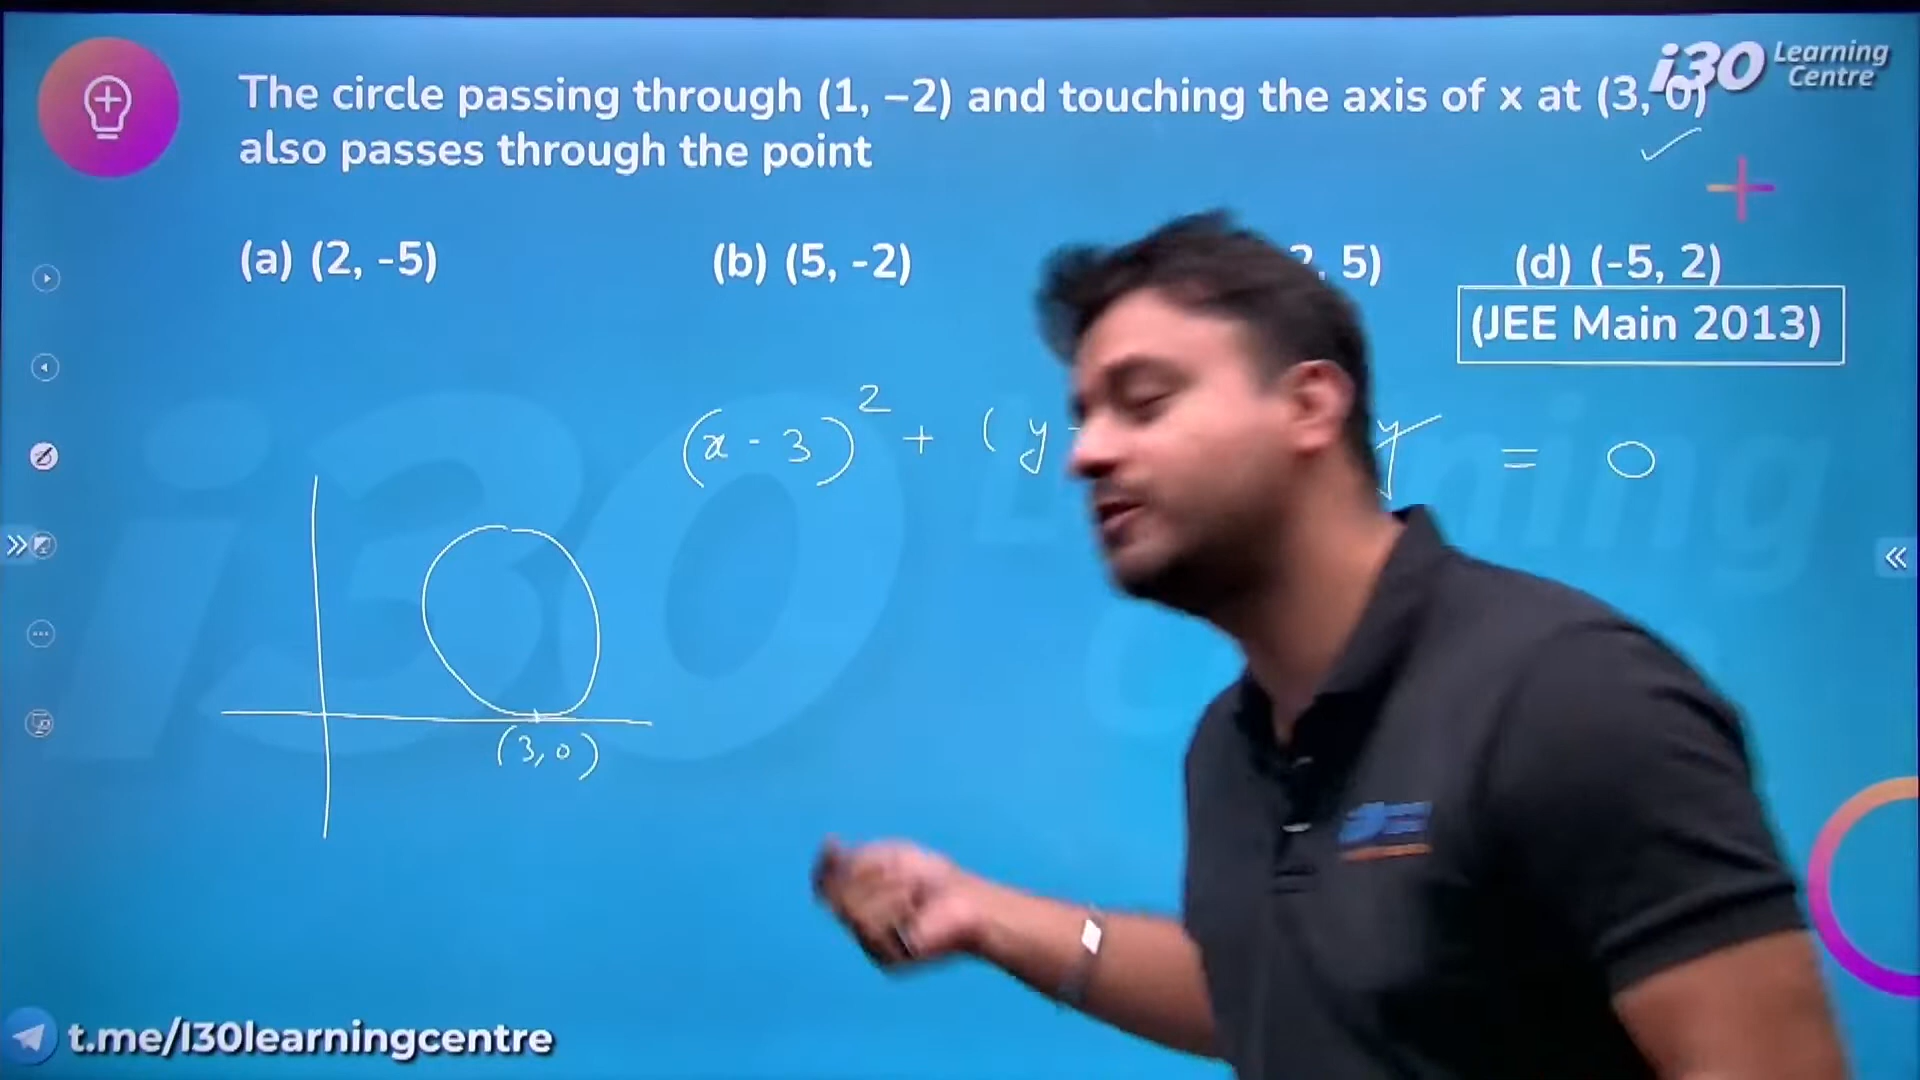 i30 Learning Centre
The circle passing through (1, −2) and touching the axis of x at (3, 0)
also passes through the point
(a) (2, -5) (b) (5, -2) , 5) (d) (-5, 2)
(JEE Main 2013)
(x - 3)² + (y y = 0
(3, 0)
t.me/I30learningcentre